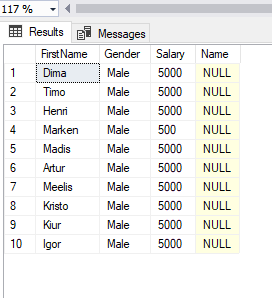 117 %
Results Messages
FirstName Gender Salary Name
1 Dima Male 5000 NULL
2 Timo Male 5000 NULL
3 Henri Male 5000 NULL
4 Marken Male 500 NULL
5 Madis Male 5000 NULL
6 Artur Male 5000 NULL
7 Meelis Male 5000 NULL
8 Kristo Male 5000 NULL
9 Kiur Male 5000 NULL
10 Igor Male 5000 NULL